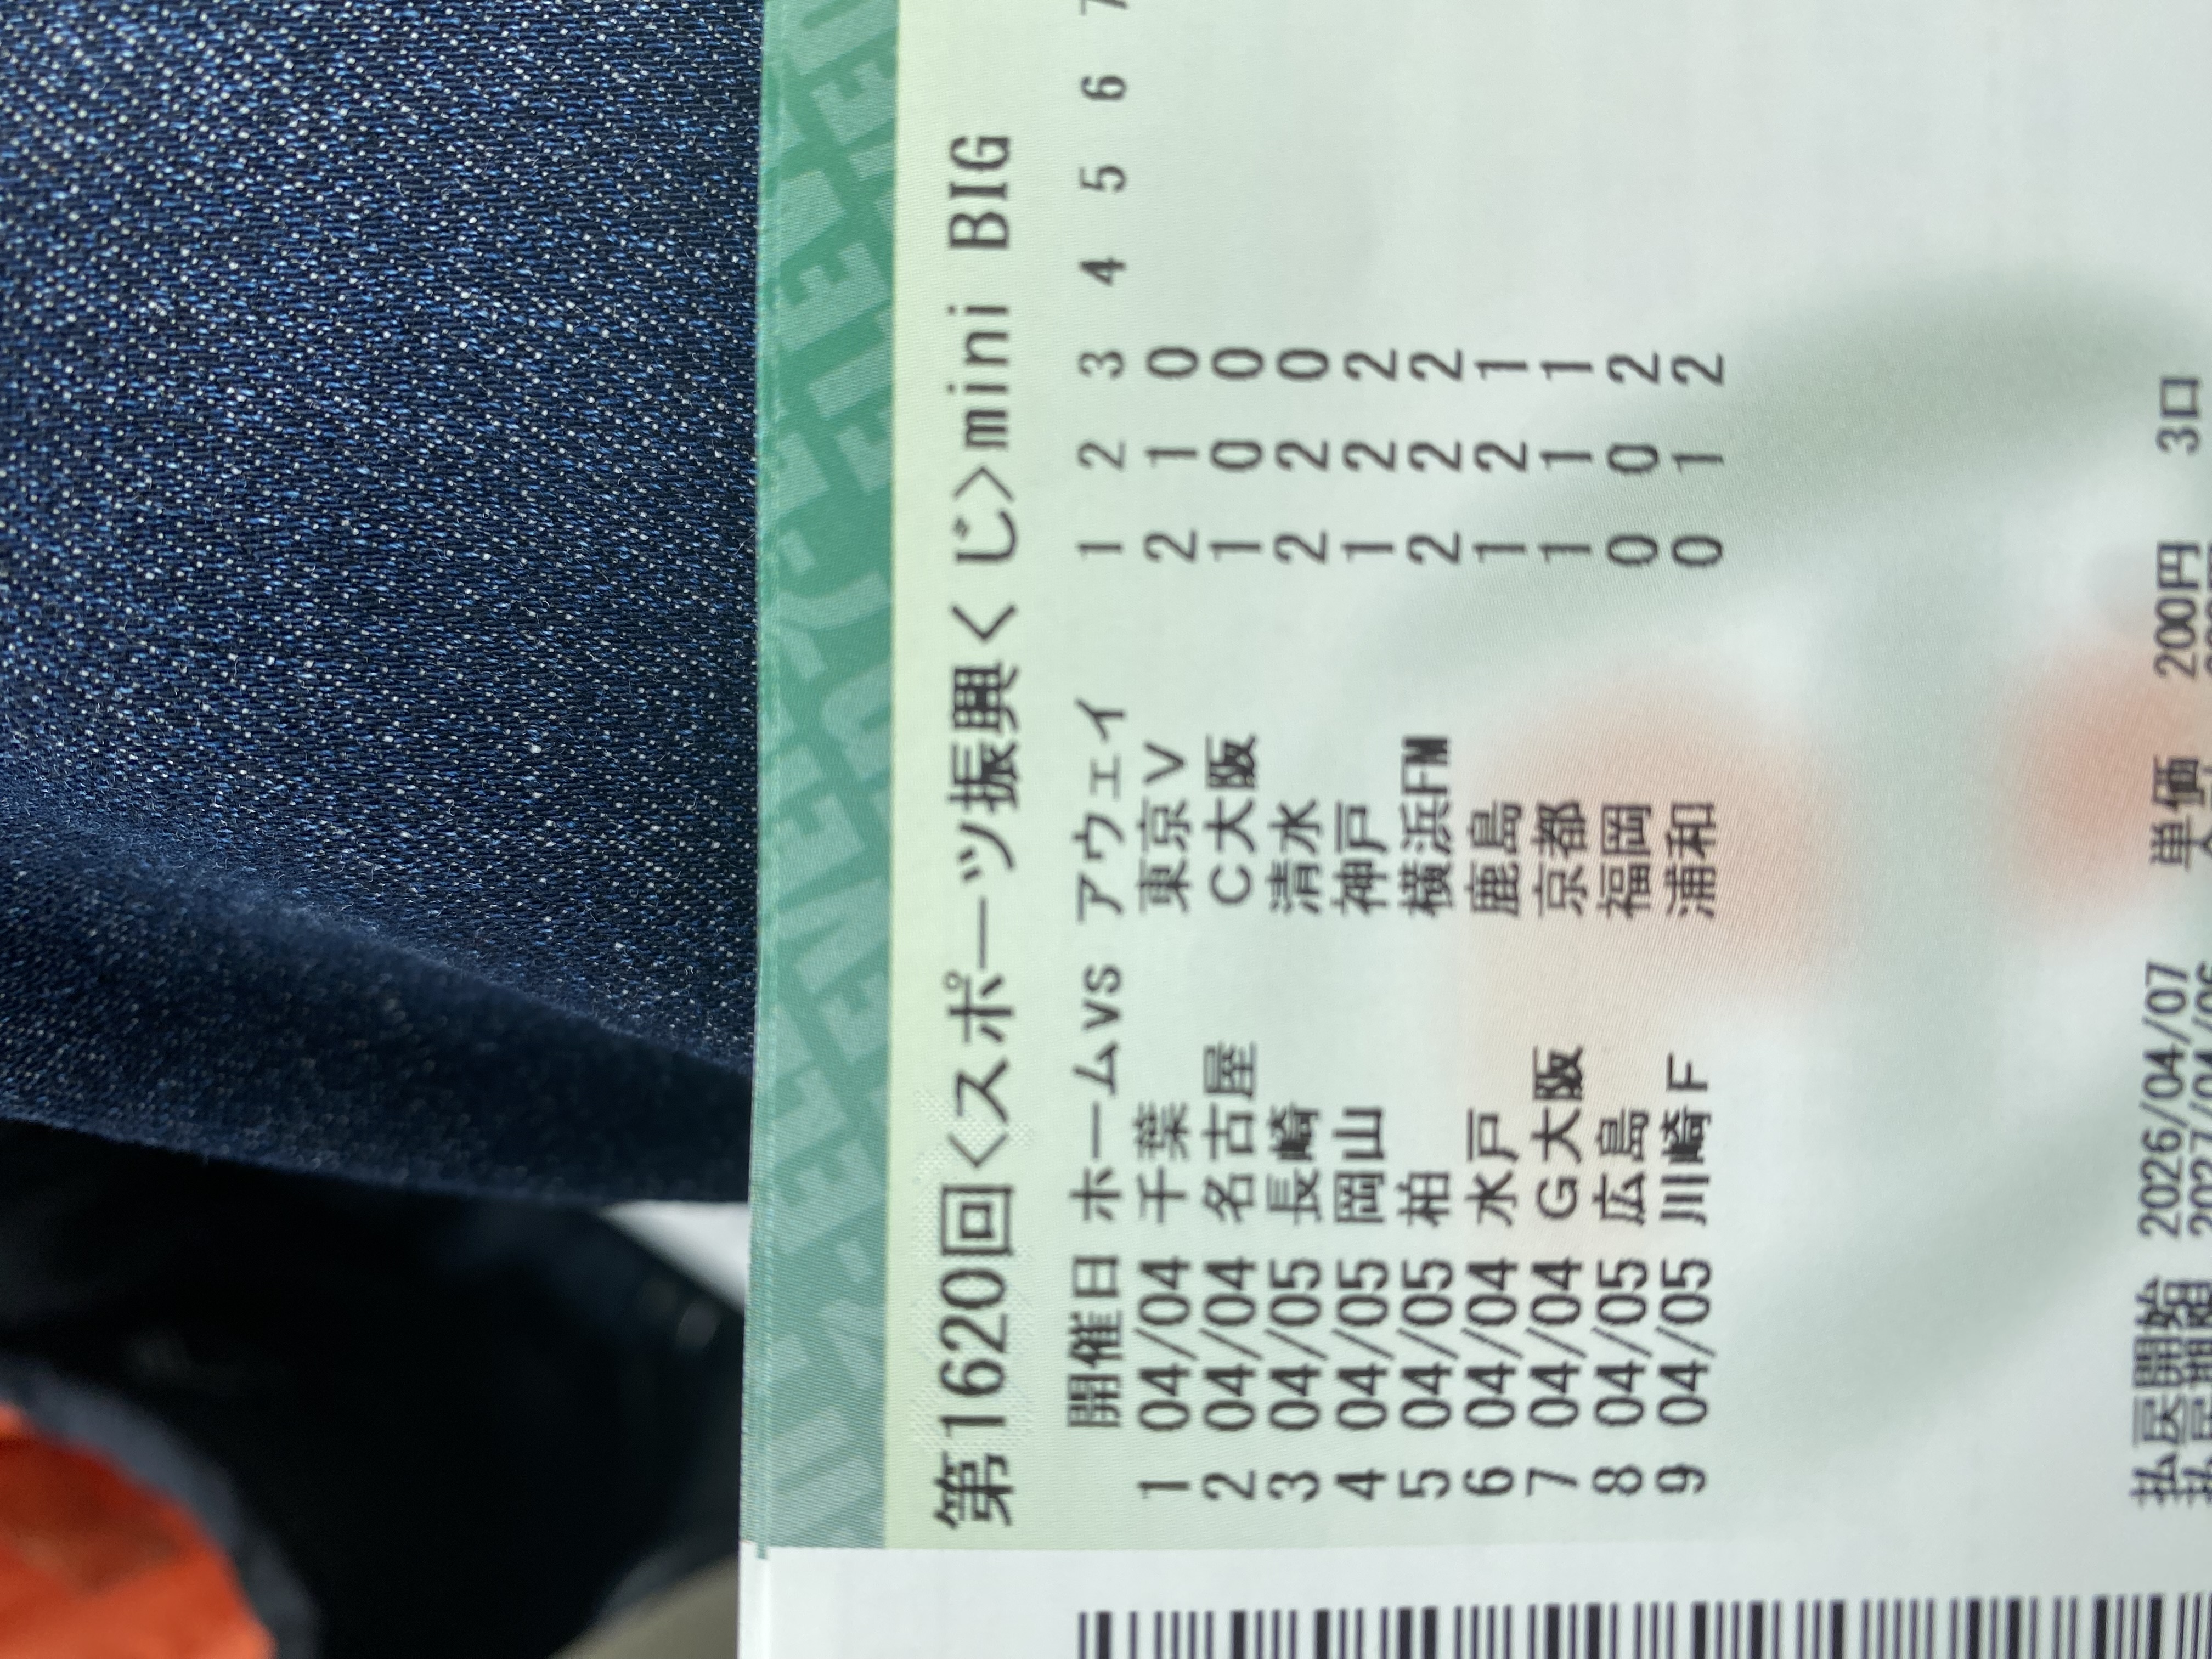 第1620回<スポーツ振興くじ>mini BIG
開催日 ホームvs アウェイ 1 2 3 4 5 6 7
1 04/04 千葉 東京V 2 1 0
2 04/04 名古屋 C大阪 1 0 0
3 04/05 長崎 清水 2 2 0
4 04/05 岡山 神戸 1 2 2
5 04/05 柏 横浜FM 2 2 2
6 04/04 水戸 鹿島 1 2 1
7 04/04 G大阪 京都 1 1 1
8 04/05 広島 福岡 0 0 2
9 04/05 川崎F 浦和 0 1 2
払戻開始 2026/04/07 単価 200円 3口